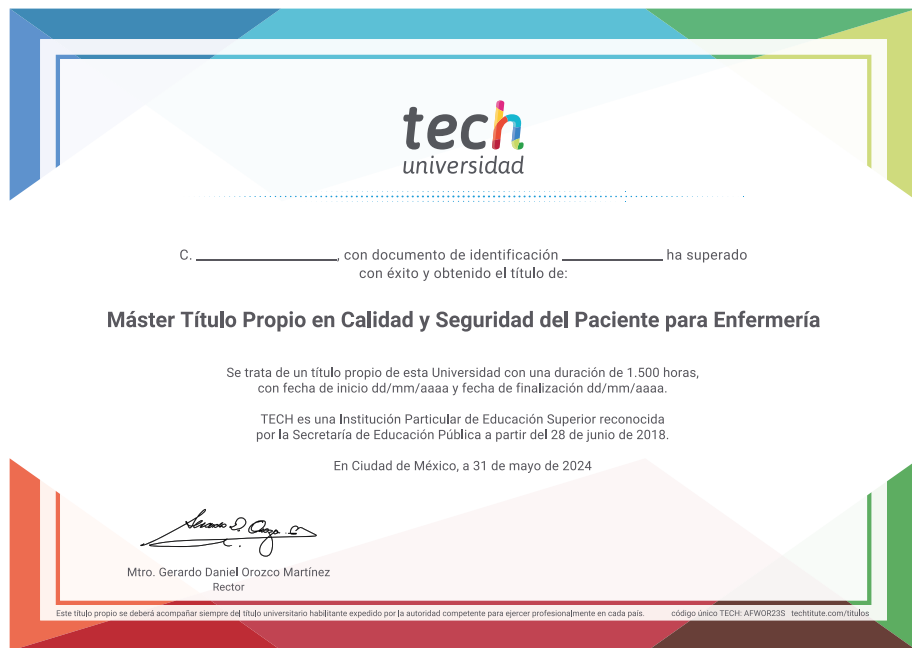 tech
universidad
C. ____________, con documento de identificación ____________ ha superado
con éxito y obtenido el título de:
Máster Título Propio en Calidad y Seguridad del Paciente para Enfermería
Se trata de un título propio de esta Universidad con una duración de 1.500 horas,
con fecha de inicio dd/mm/aaaa y fecha de finalización dd/mm/aaaa.
TECH es una Institución Particular de Educación Superior reconocida
por la Secretaría de Educación Pública a partir del 28 de junio de 2018.
En Ciudad de México, a 31 de mayo de 2024
Mtro. Gerardo Daniel Orozco Martínez
Rector
Este título propio se deberá acompañar siempre del título universitario habilitante expedido por la autoridad competente para ejercer profesionalmente en cada país. código único TECH: AFWOR23S techtitute.com/titulos